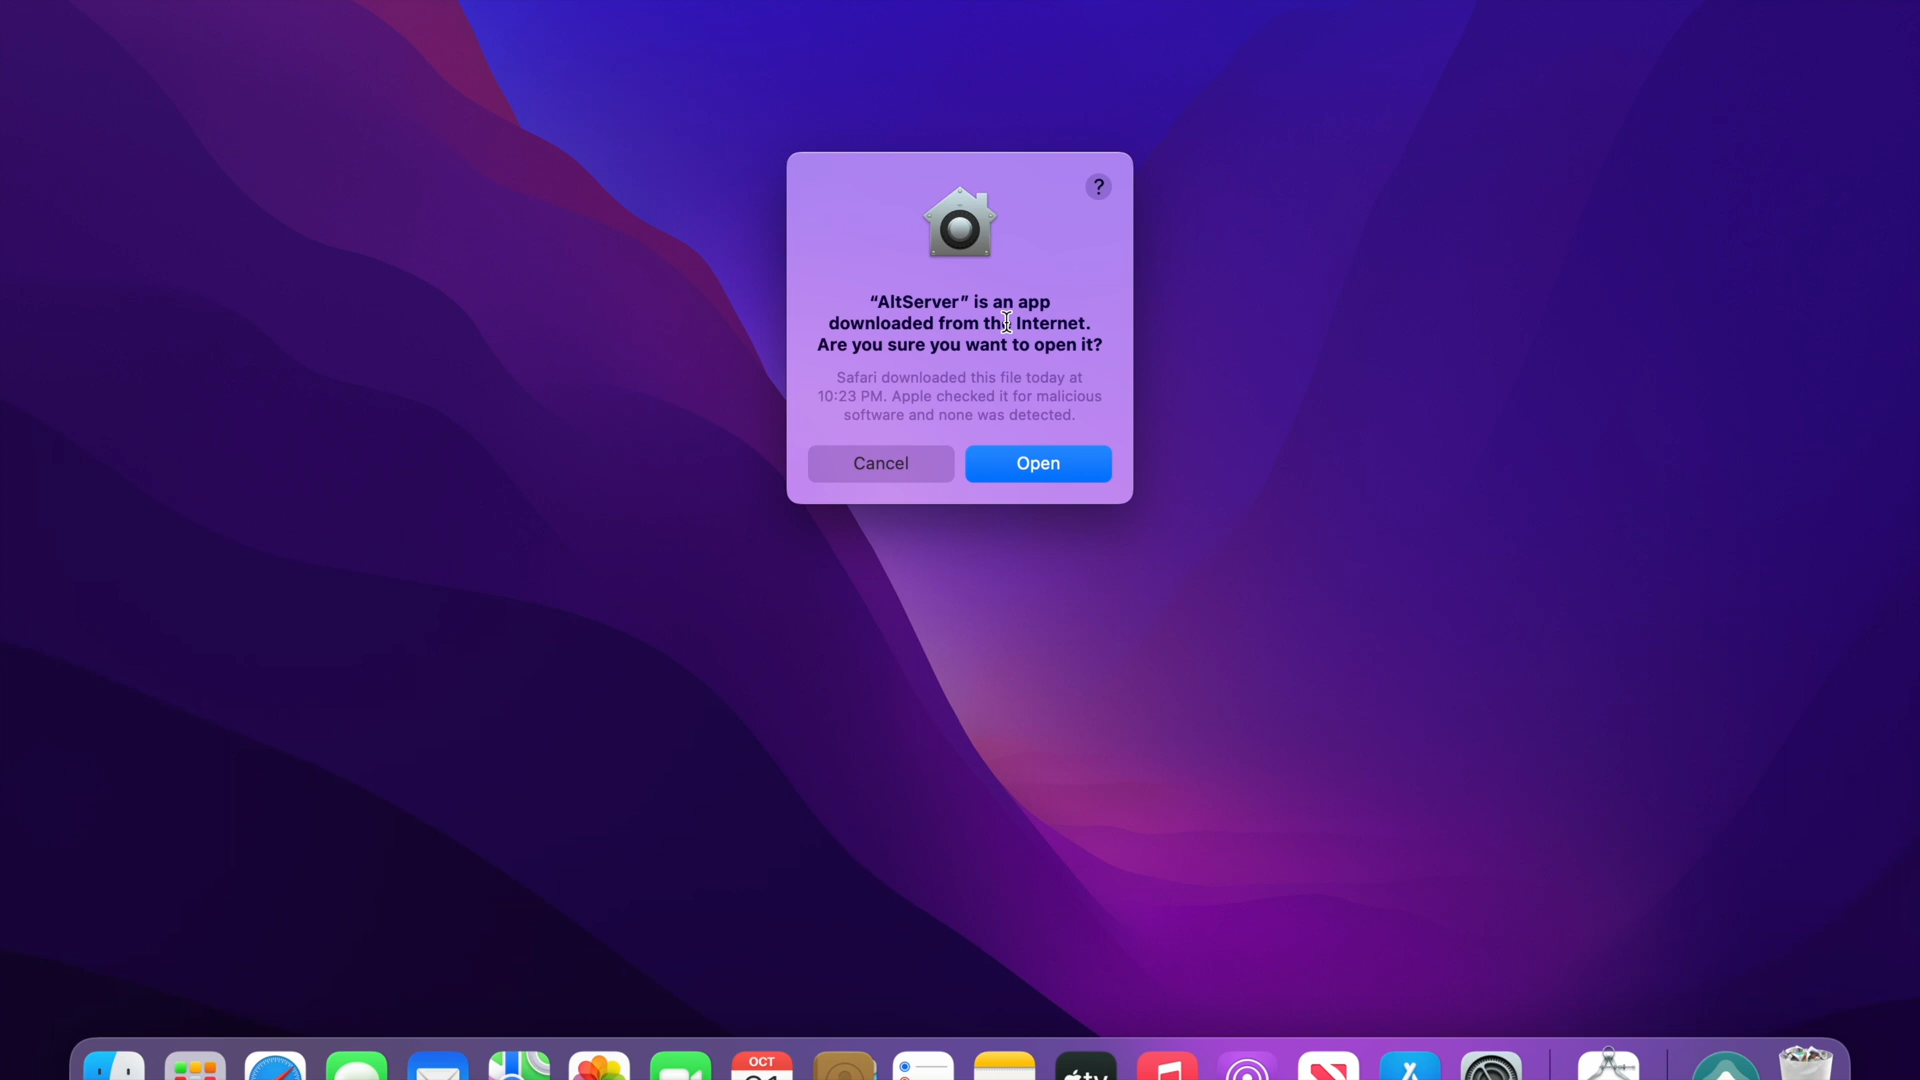 ?
“AltServer” is an app
downloaded from the Internet.
Are you sure you want to open it?
Safari downloaded this file today at
10:23 PM. Apple checked it for malicious
software and none was detected.
Cancel
Open
OCT
tv